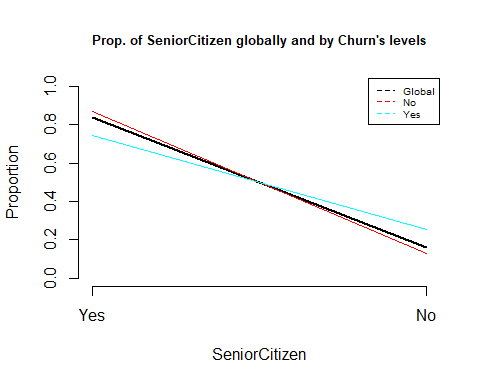 Prop. of SeniorCitizen globally and by Churn's levels
Global
No
Yes
Proportion
1.0
0.8
0.6
0.4
0.2
0.0
Yes
No
SeniorCitizen